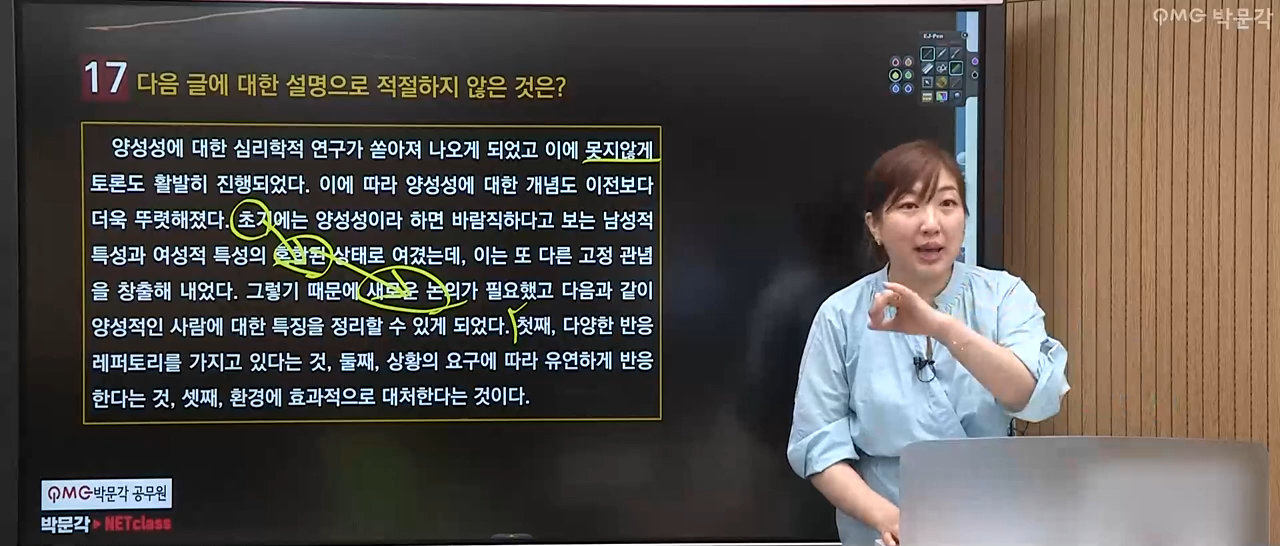 QMG 박문각
EJ-Pen
17 다음 글에 대한 설명으로 적절하지 않은 것은?
양성성에 대한 심리학적 연구가 쏟아져 나오게 되었고 이에 못지않게
토론도 활발히 진행되었다. 이에 따라 양성성에 대한 개념도 이전보다
더욱 뚜렷해졌다. 초기에는 양성성이라 하면 바람직하다고 보는 남성적
특성과 여성적 특성의 혼합된 상태로 여겼는데, 이는 또 다른 고정 관념
을 창출해 내었다. 그렇기 때문에 새로운 논의가 필요했고 다음과 같이
양성적인 사람에 대한 특징을 정리할 수 있게 되었다. 첫째, 다양한 반응
레퍼토리를 가지고 있다는 것, 둘째, 상황의 요구에 따라 유연하게 반응
한다는 것, 셋째, 환경에 효과적으로 대처한다는 것이다.
QMG 박문각 공무원
박문각 ▶ NETclass